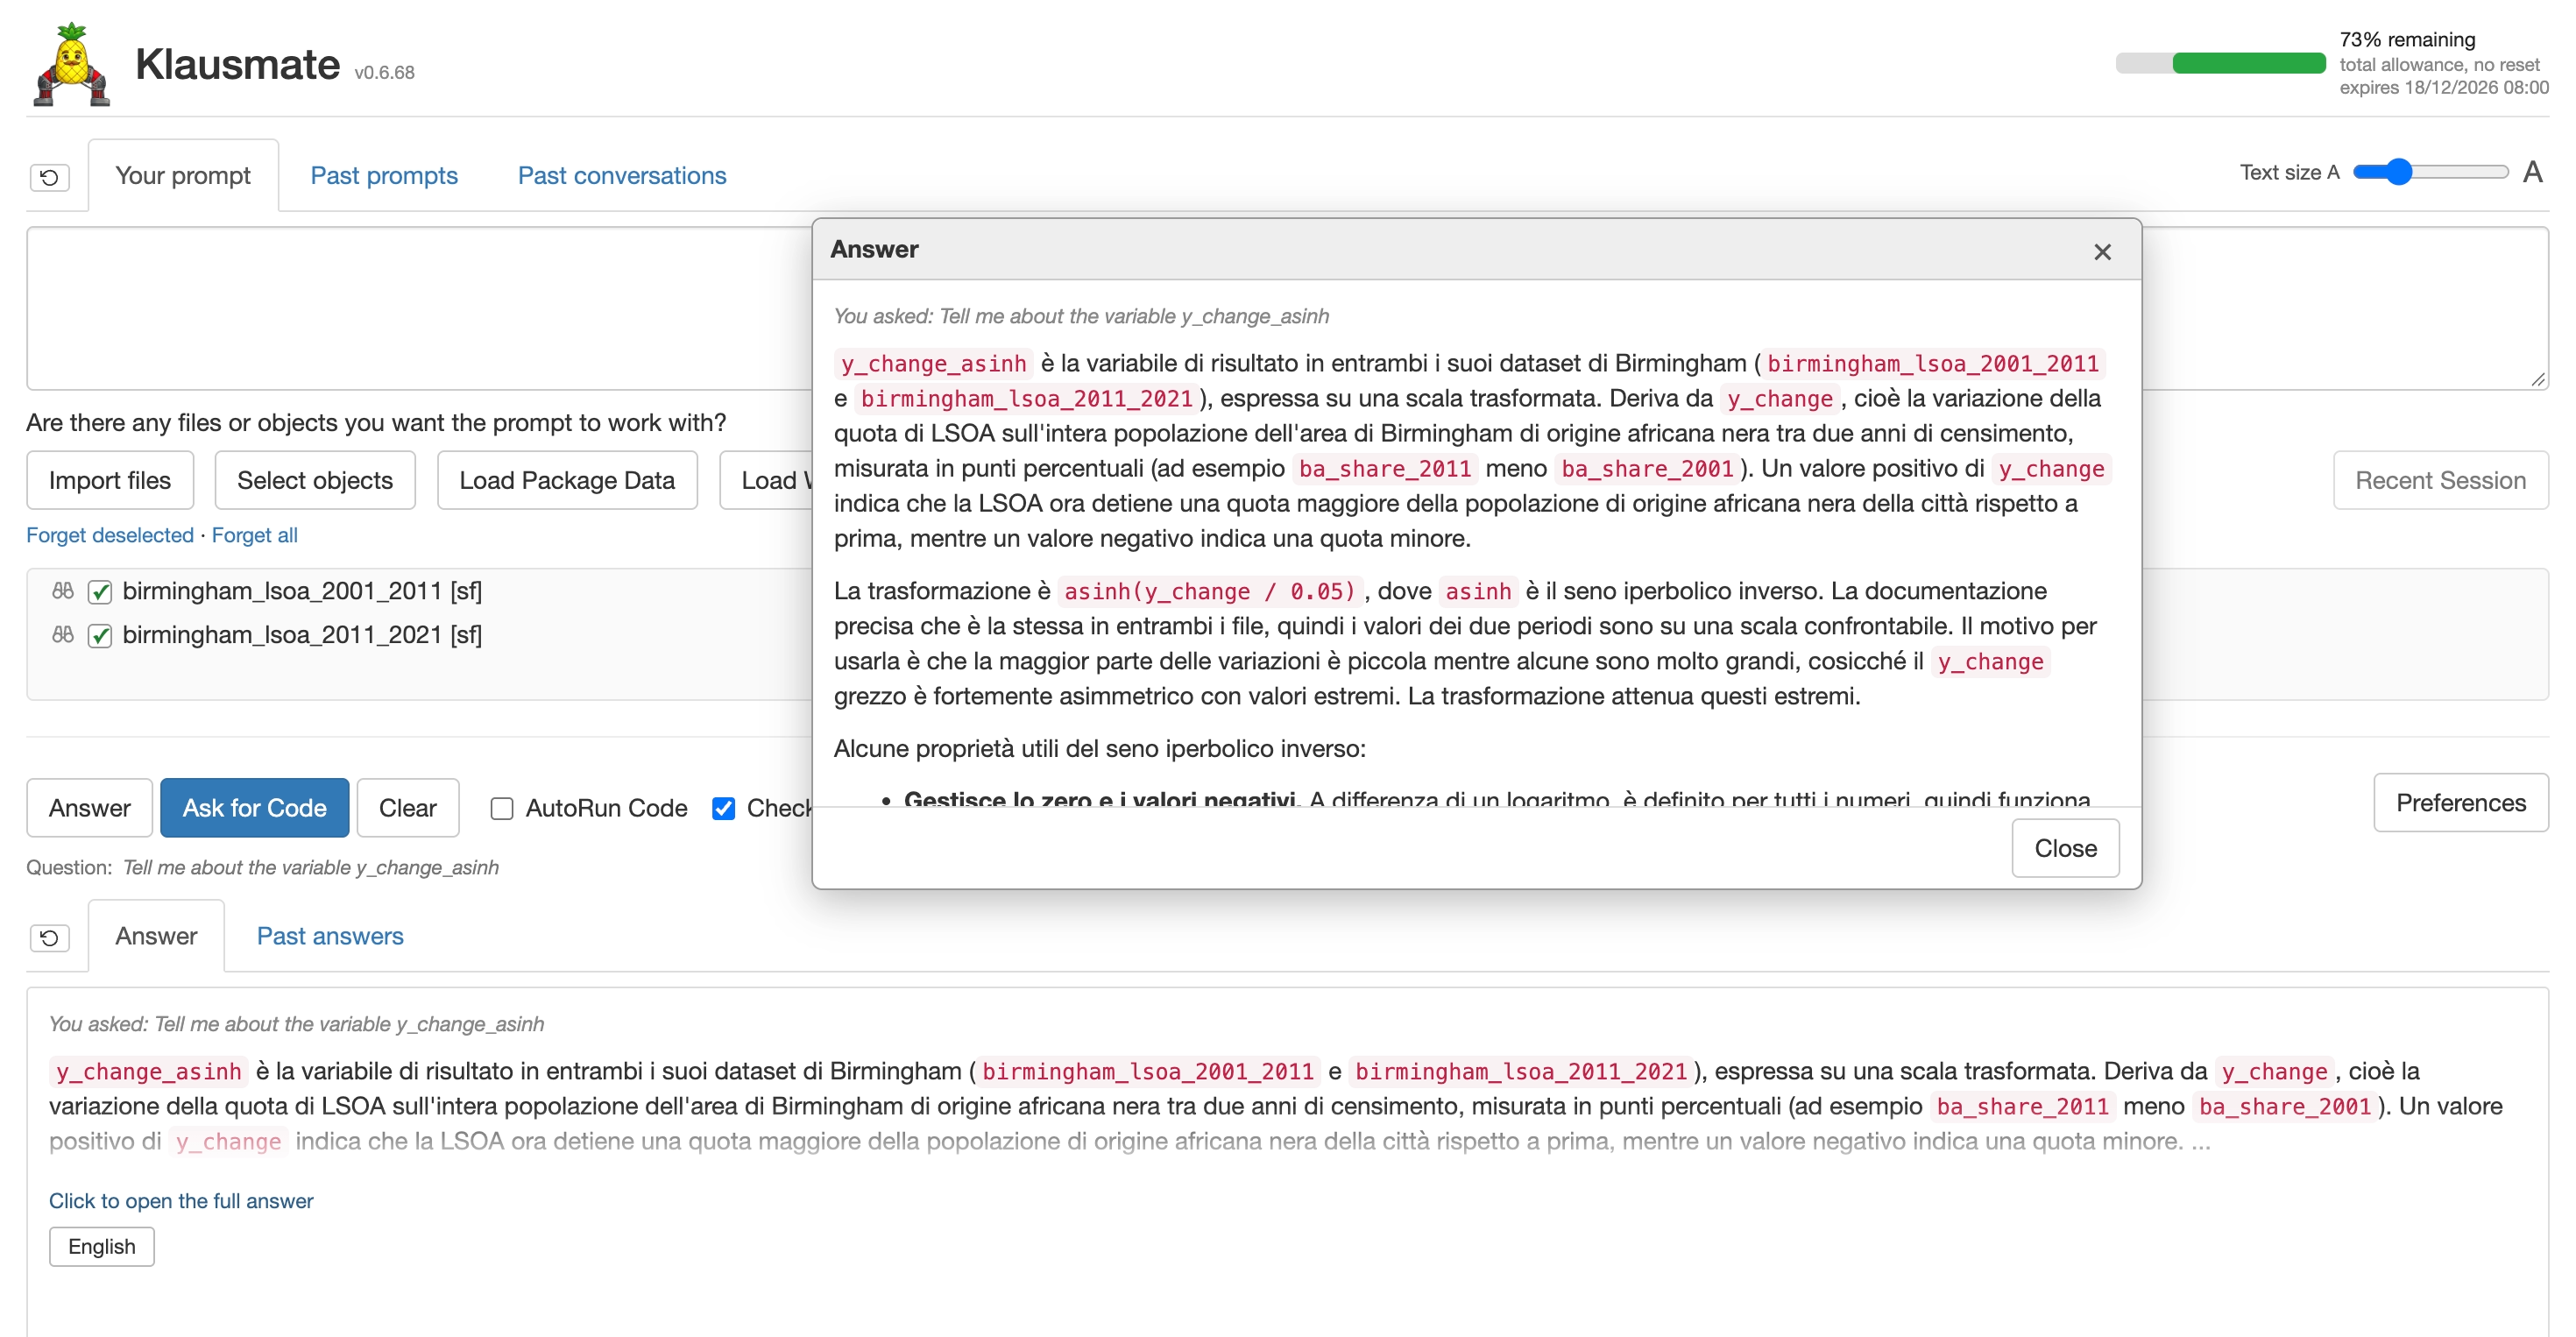 Klausmate v0.6.68
73% remaining
total allowance, no reset
expires 18/12/2026 08:00
Your prompt
Past prompts
Past conversations
Text size A
A
Answer
×
You asked: Tell me about the variable y_change_asinh
y_change_asinh è la variabile di risultato in entrambi i suoi dataset di Birmingham ( birmingham_lsoa_2001_2011
e birmingham_lsoa_2011_2021 ), espressa su una scala trasformata. Deriva da y_change , cioè la variazione della
quota di LSOA sull'intera popolazione dell'area di Birmingham di origine africana nera tra due anni di censimento,
misurata in punti percentuali (ad esempio ba_share_2011 meno ba_share_2001 ). Un valore positivo di y_change
indica che la LSOA ora detiene una quota maggiore della popolazione di origine africana nera della città rispetto a
prima, mentre un valore negativo indica una quota minore.
La trasformazione è asinh(y_change / 0.05) , dove asinh è il seno iperbolico inverso. La documentazione
precisa che è la stessa in entrambi i file, quindi i valori dei due periodi sono su una scala confrontabile. Il motivo per
usarla è che la maggior parte delle variazioni è piccola mentre alcune sono molto grandi, cosicché il y_change
grezzo è fortemente asimmetrico con valori estremi. La trasformazione attenua questi estremi.
Alcune proprietà utili del seno iperbolico inverso:
• Gestisce lo zero e i valori negativi. A differenza di un logaritmo, è definito per tutti i numeri, quindi funziona
Close
Are there any files or objects you want the prompt to work with?
Import files
Select objects
Load Package Data
Load
Recent Session
Forget deselected · Forget all
birmingham_lsoa_2001_2011 [sf]
birmingham_lsoa_2011_2021 [sf]
Answer
Ask for Code
Clear
AutoRun Code
Check
Preferences
Question: Tell me about the variable y_change_asinh
Answer
Past answers
You asked: Tell me about the variable y_change_asinh
y_change_asinh è la variabile di risultato in entrambi i suoi dataset di Birmingham ( birmingham_lsoa_2001_2011 e birmingham_lsoa_2011_2021 ), espressa su una scala trasformata. Deriva da y_change , cioè la
variazione della quota di LSOA sull'intera popolazione dell'area di Birmingham di origine africana nera tra due anni di censimento, misurata in punti percentuali (ad esempio ba_share_2011 meno ba_share_2001 ). Un valore
positivo di y_change indica che la LSOA ora detiene una quota maggiore della popolazione di origine africana nera della città rispetto a prima, mentre un valore negativo indica una quota minore. ...
Click to open the full answer
English